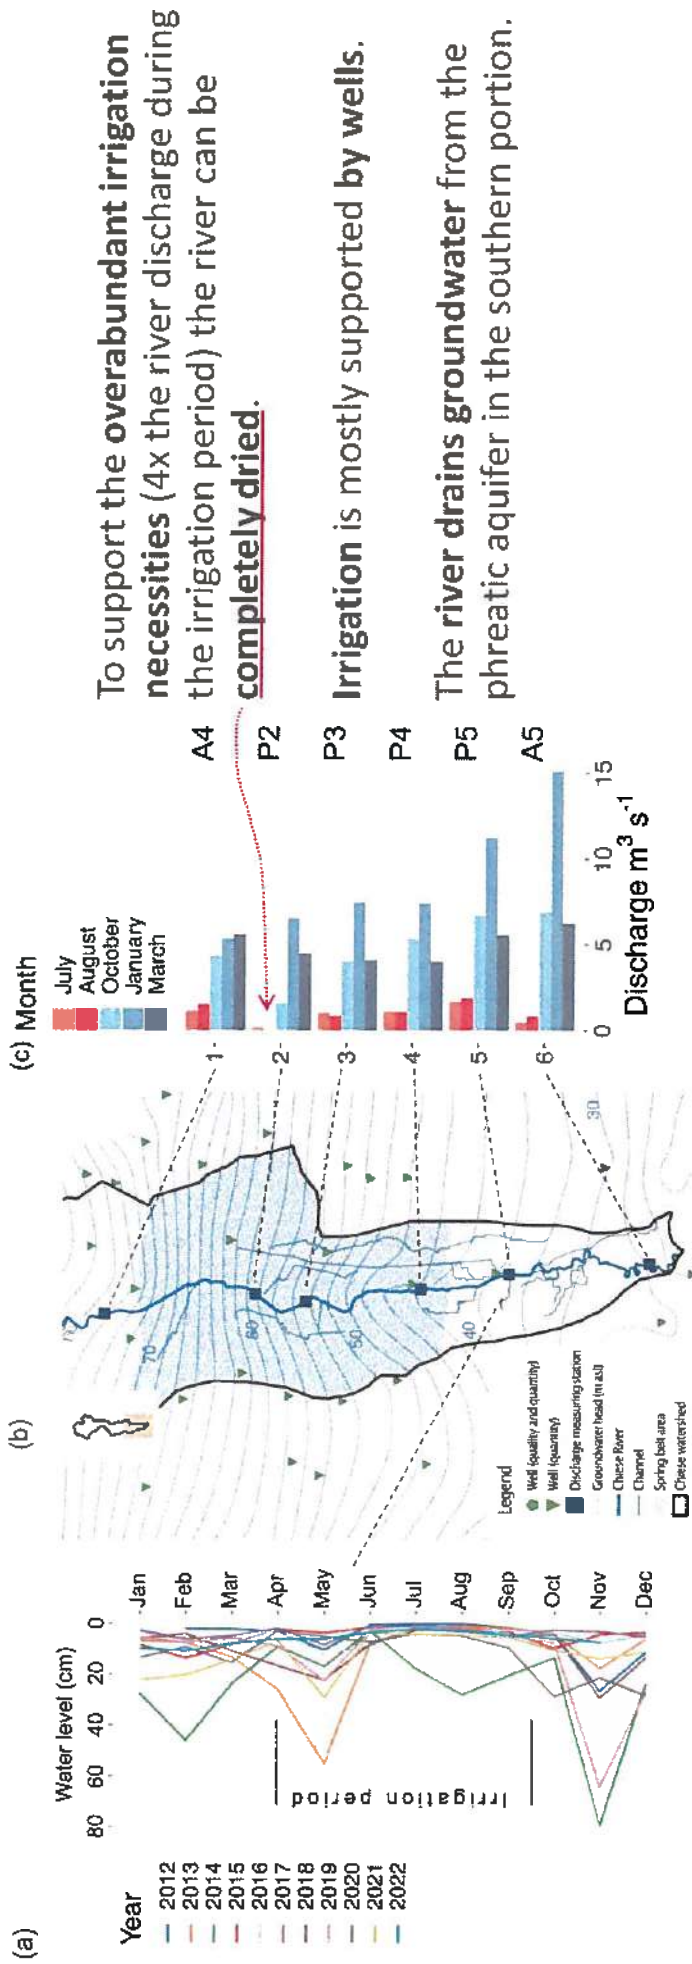 (a)
Year
2012
2013
2014
2015
2016
2017
2018
2019
2020
2021
2022
Water level (cm)
80
60
40
20
0
Irrigation period
Jan
Feb
Mar
Apr
May
Jun
Jul
Aug
Sep
Oct
Nov
Dec
(b)
70
60
50
40
30
Legend
Well (quality and quantity)
Well (quantity)
Discharge measuring station
Groundwater head (m asl)
Chiese River
Channel
Spring belt area
Chiese watershed
(c) Month
July
August
October
January
March
1
2
3
4
5
6
0
5
10
15
Discharge m³ s⁻¹
A4
P2
P3
P4
P5
A5
To support the overabundant irrigation
necessities (4x the river discharge during
the irrigation period) the river can be
completely dried.
Irrigation is mostly supported by wells.
The river drains groundwater from the
phreatic aquifer in the southern portion.